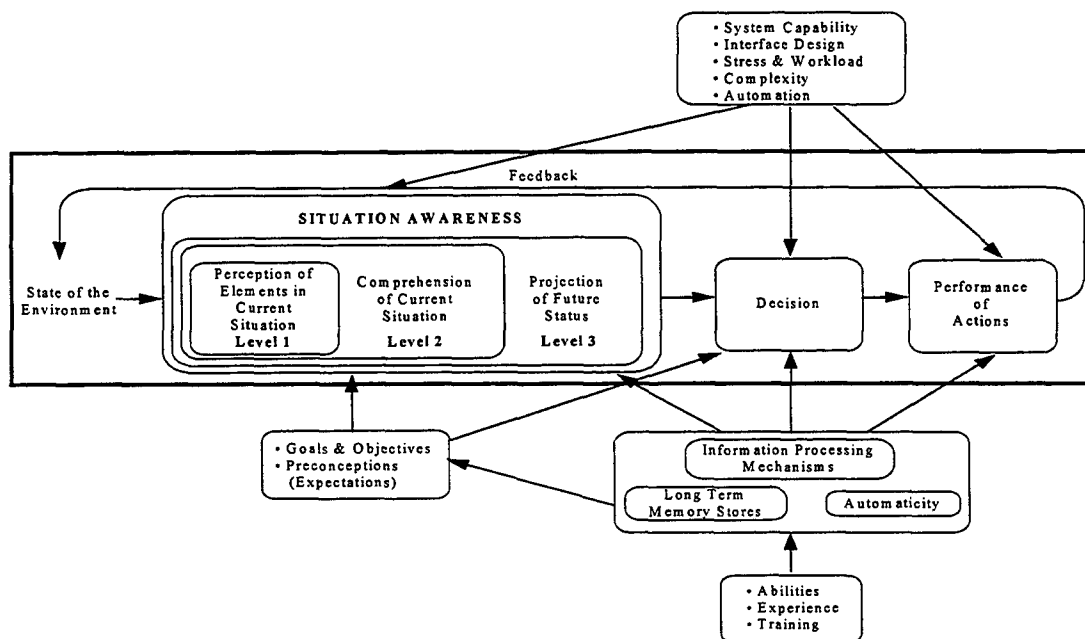 • System Capability
• Interface Design
• Stress & Workload
• Complexity
• Automation
Feedback
SITUATION AWARENESS
State of the
Environment
Perception of
Elements in
Current
Situation
Level 1
Comprehension
of Current
Situation
Level 2
Projection
of Future
Status
Level 3
Decision
Performance
of
Actions
• Goals & Objectives
• Preconceptions
(Expectations)
Information Processing
Mechanisms
Long Term
Memory Stores
Automaticity
• Abilities
• Experience
• Training